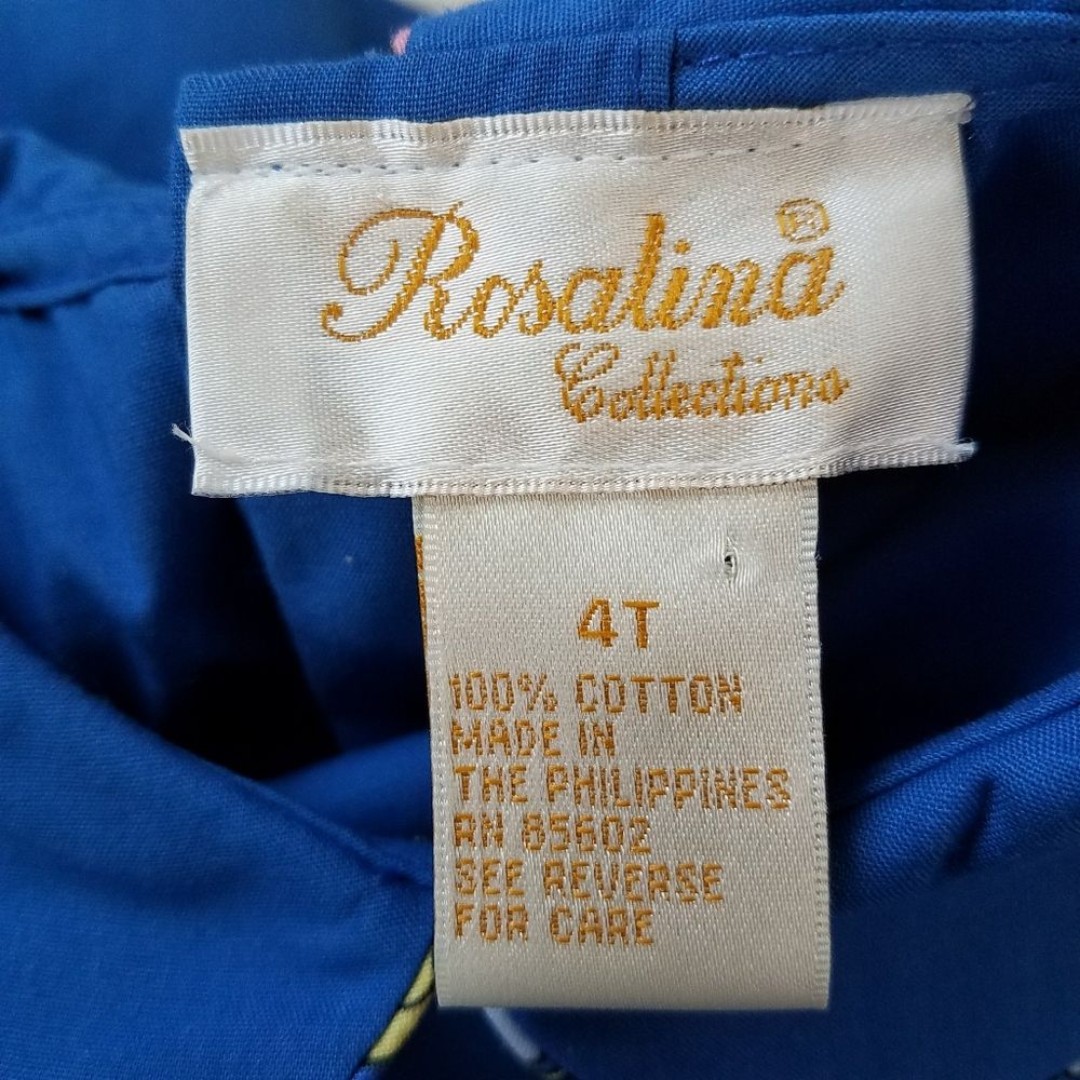 Rosalina®
Collections
4T
100% COTTON
MADE IN
THE PHILIPPINES
RN 85602
SEE REVERSE
FOR CARE